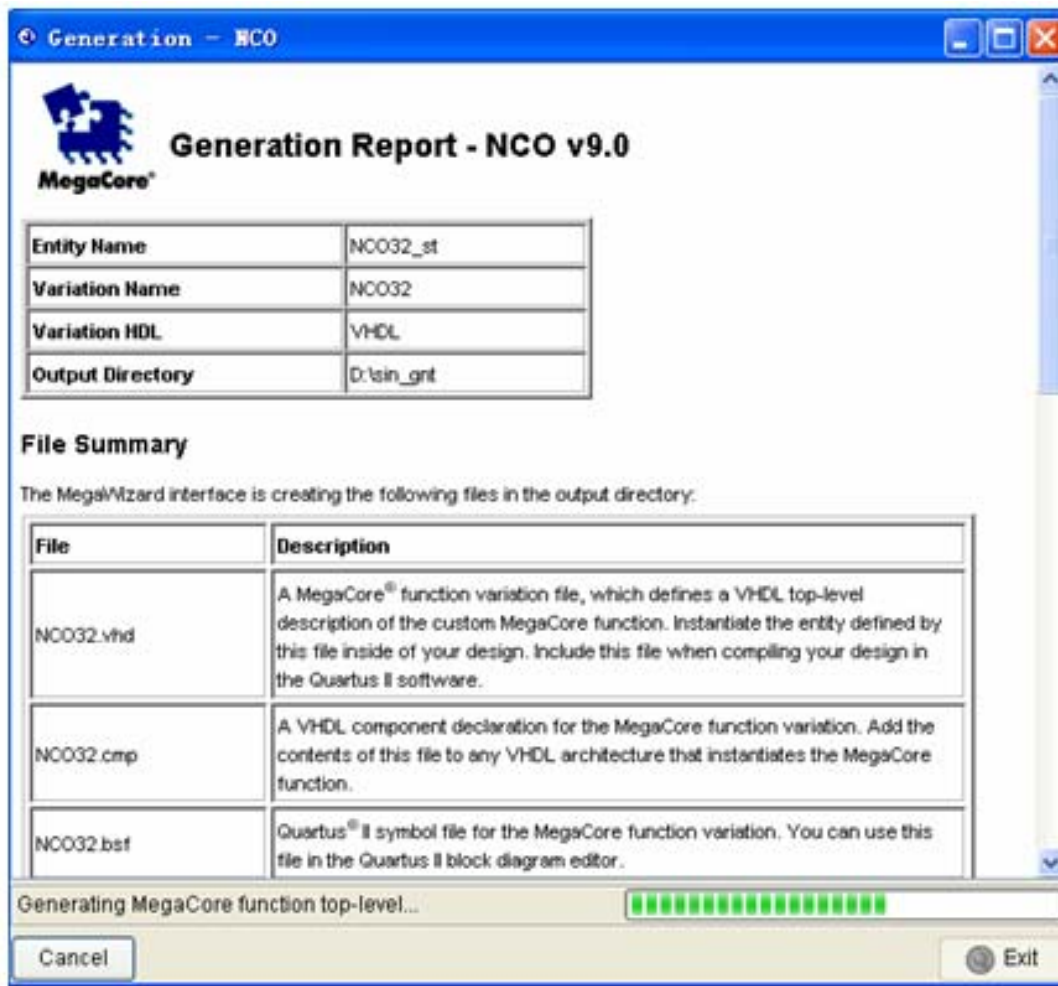 Generation - NCO
MegaCore®
Generation Report - NCO v9.0
Entity Name NCO32_st
Variation Name NCO32
Variation HDL VHDL
Output Directory D:\sin_gnt
File Summary
The MegaWizard interface is creating the following files in the output directory:
File Description
NCO32.vhd
A MegaCore® function variation file, which defines a VHDL top-level
description of the custom MegaCore function. Instantiate the entity defined by
this file inside of your design. Include this file when compiling your design in
the Quartus II software.
NCO32.cmp
A VHDL component declaration for the MegaCore function variation. Add the
contents of this file to any VHDL architecture that instantiates the MegaCore
function.
NCO32.bsf
Quartus® II symbol file for the MegaCore function variation. You can use this
file in the Quartus II block diagram editor.
Generating MegaCore function top-level...
Cancel
Exit